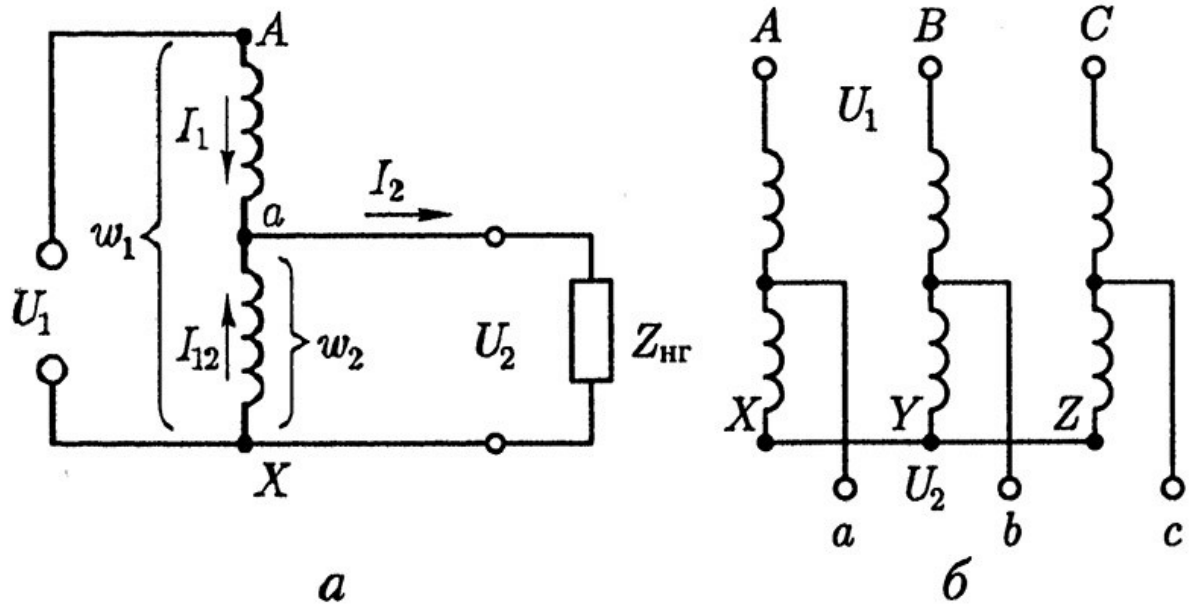 A
I₁
w₁
a
I₂
U₁
I₁₂
w₂
U₂
Zнг
X
а
A B C
U₁
X Y Z
U₂
a b c
б